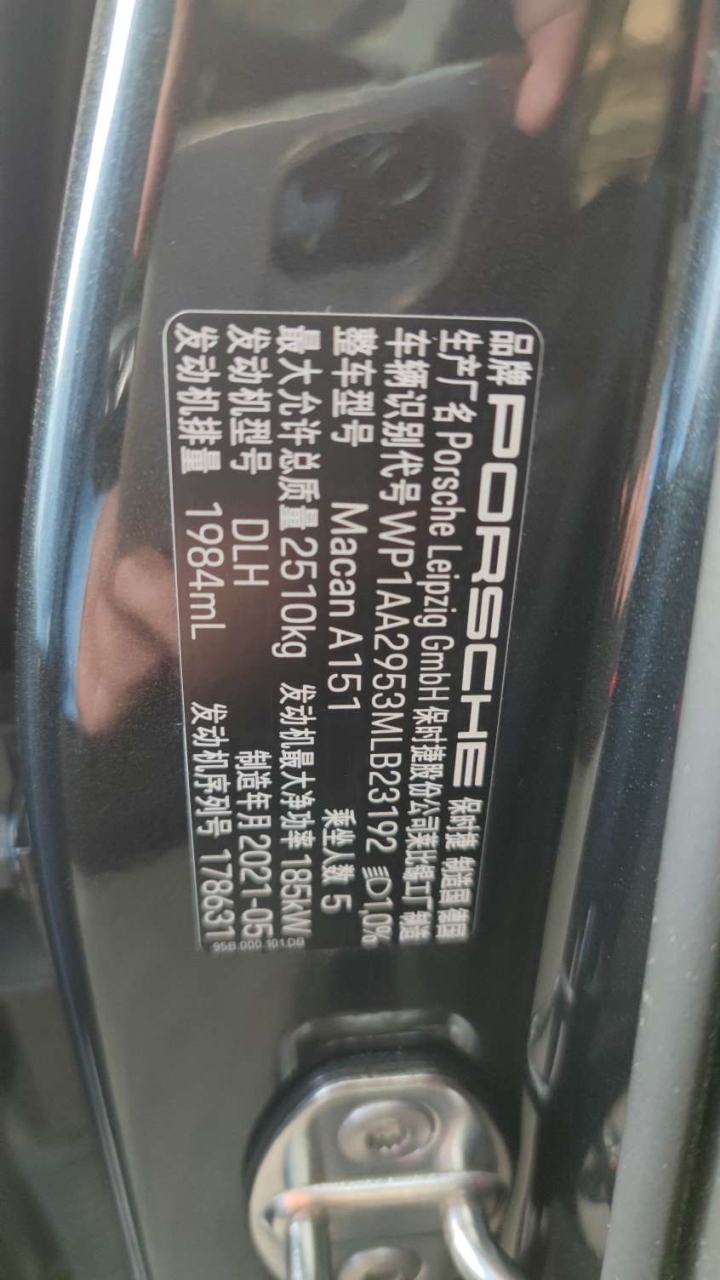 品牌 PORSCHE 保时捷 制造国 德国
生产厂名 Porsche Leipzig GmbH 保时捷股份公司莱比锡工厂 制造
车辆识别代号 WP1AA2953MLB23192 1,0%
整车型号 Macan A151 乘坐人数 5
最大允许总质量 2510kg 发动机最大净功率 185kW
发动机型号 DLH 制造年月 2021-05
发动机排量 1984mL 发动机序列号 178631
95B.000.101.DB